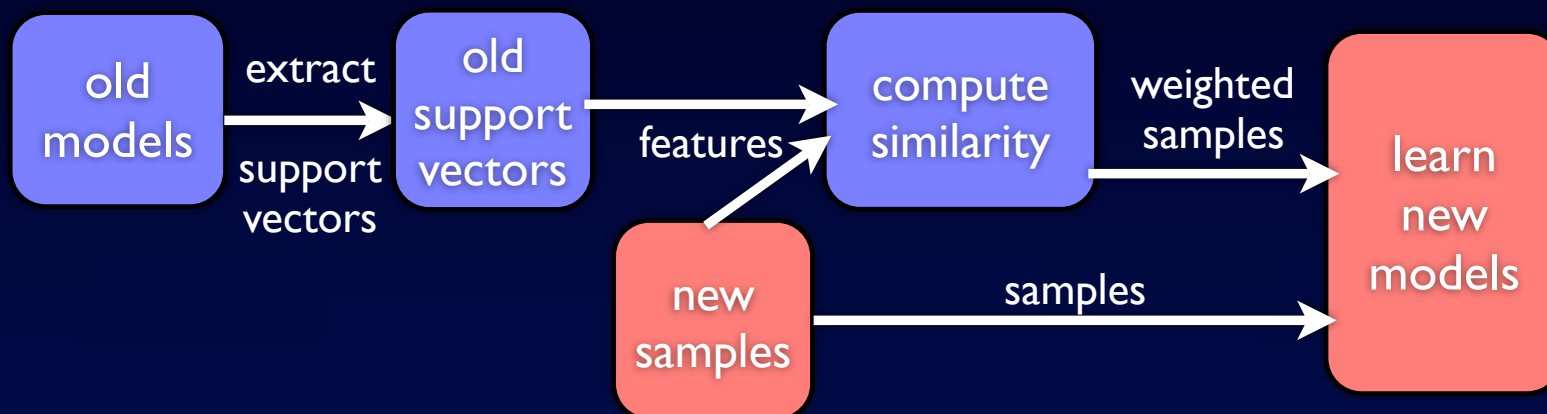 old
models
extract
support
vectors
old
support
vectors
features
compute
similarity
weighted
samples
learn
new
models
new
samples
samples